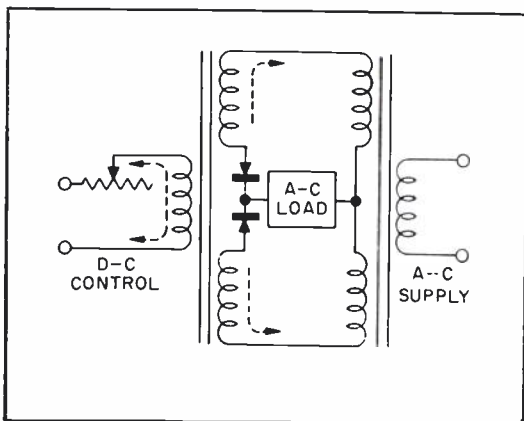 A-C
LOAD
D-C
CONTROL
A--C
SUPPLY